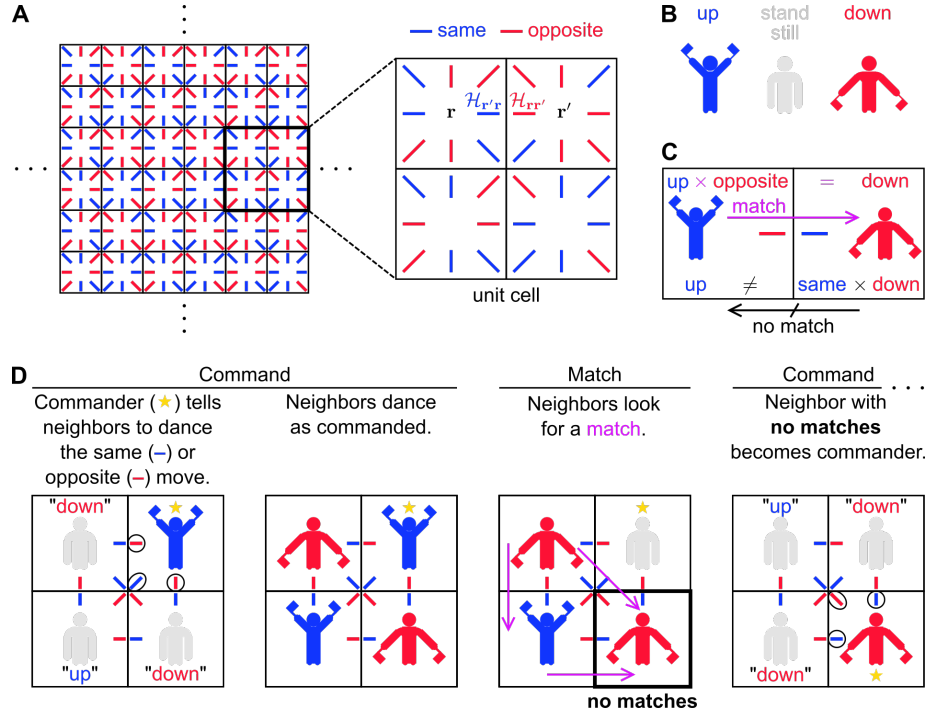 A
same opposite
r 𝓗r′r 𝓗rr′ r′
unit cell
B
up stand still down
C
up × opposite = down
match
up ≠ same × down
no match
D
Command
Commander (★) tells
neighbors to dance
the same (–) or
opposite (–) move.
Neighbors dance
as commanded.
Match
Neighbors look
for a match.
Command
Neighbor with
no matches
becomes commander.
"down"
"up" "down"
no matches
"up" "down"
"down"